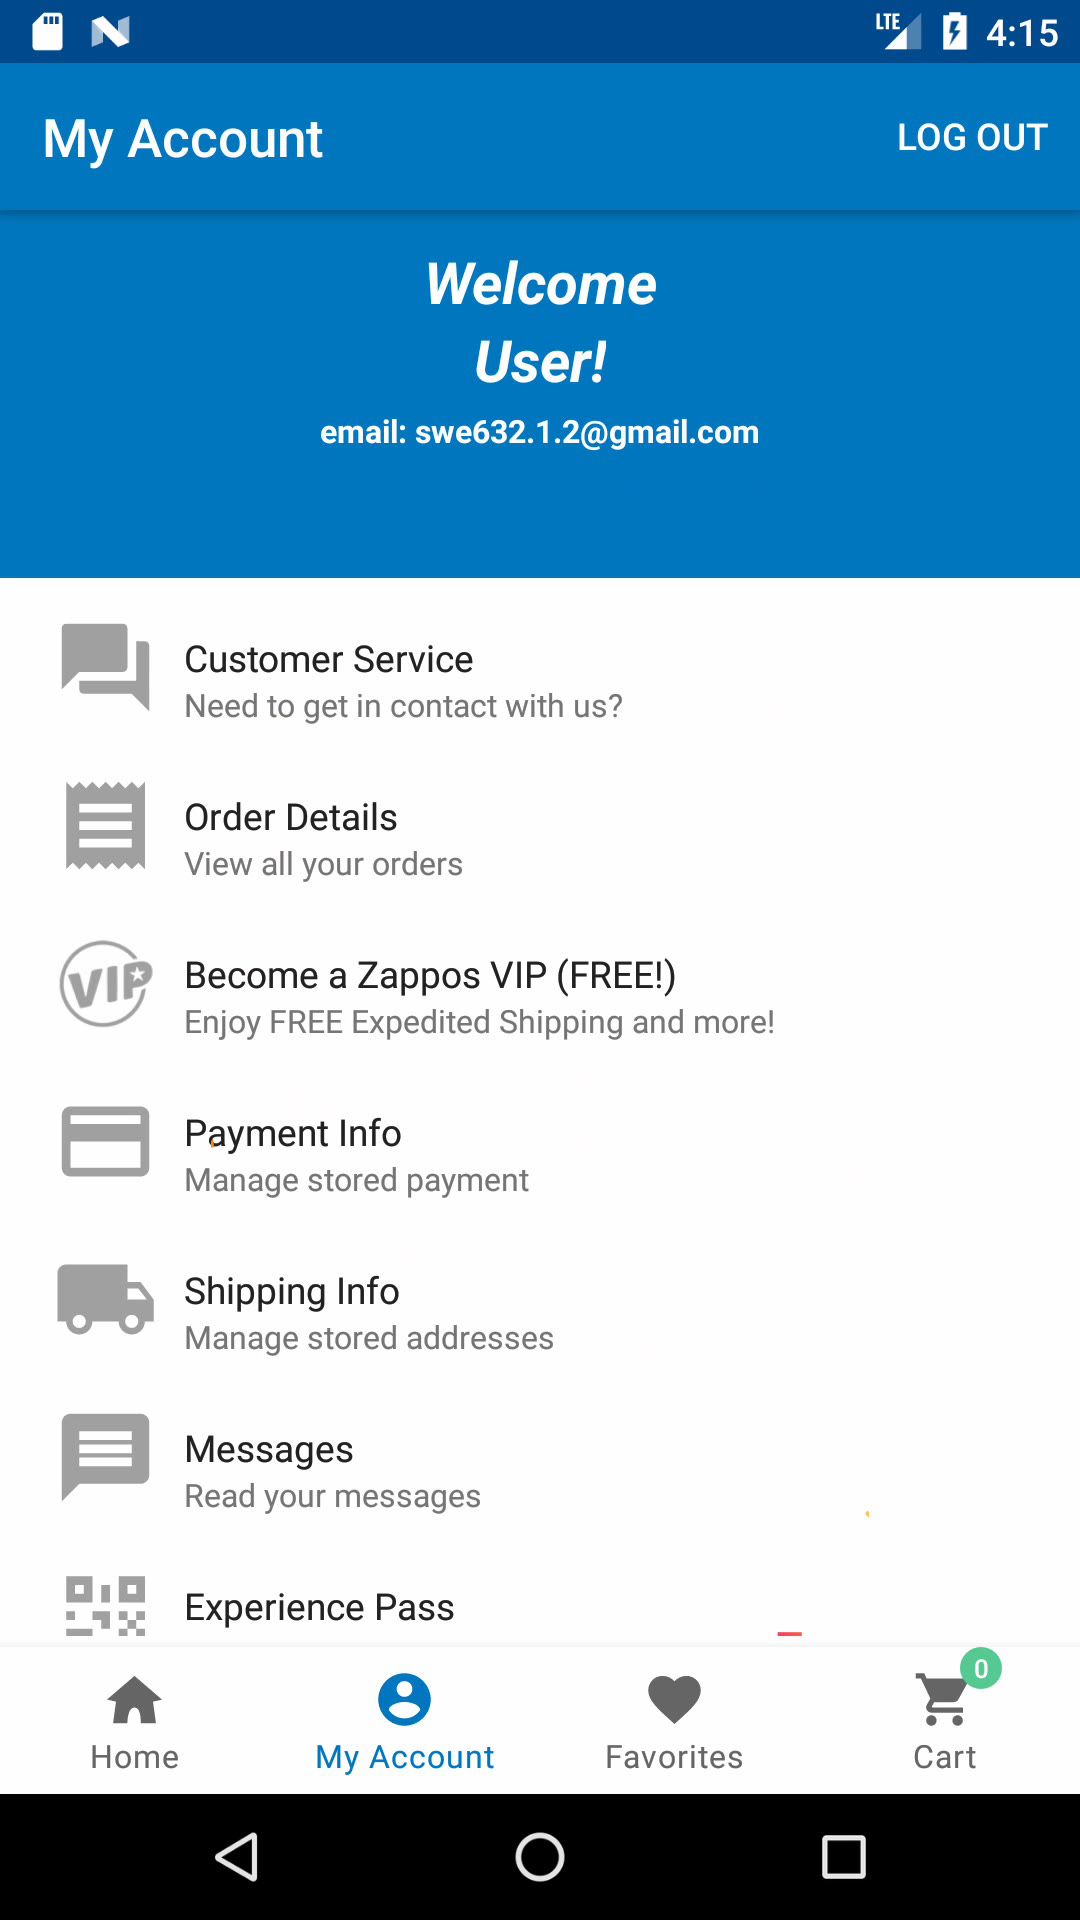 LTE 4:15
My Account LOG OUT
Welcome
User!
email: swe632.1.2@gmail.com
Customer Service
Need to get in contact with us?
Order Details
View all your orders
VIP
Become a Zappos VIP (FREE!)
Enjoy FREE Expedited Shipping and more!
Payment Info
Manage stored payment
Shipping Info
Manage stored addresses
Messages
Read your messages
Experience Pass
0
Home My Account Favorites Cart